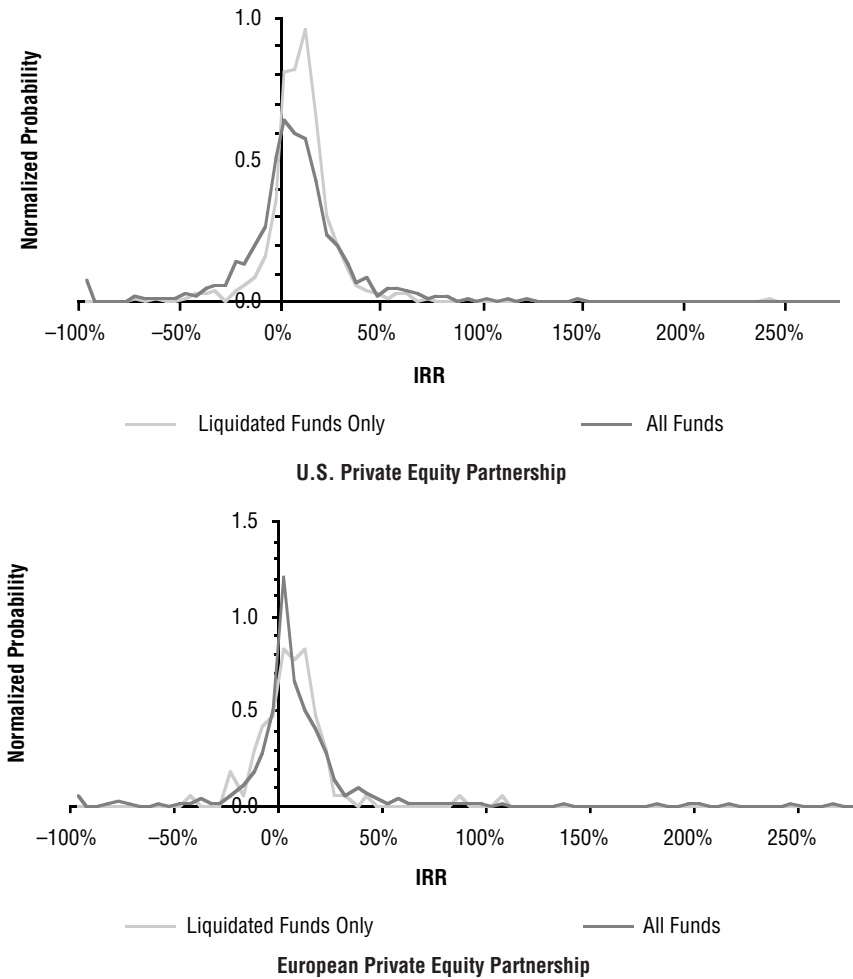 1.0
Normalized Probability
0.5
0.0
–100%
–50%
0%
50%
100%
150%
200%
250%
IRR
Liquidated Funds Only
All Funds
U.S. Private Equity Partnership
1.5
Normalized Probability
1.0
0.5
0.0
–100%
–50%
0%
50%
100%
150%
200%
250%
IRR
Liquidated Funds Only
All Funds
European Private Equity Partnership